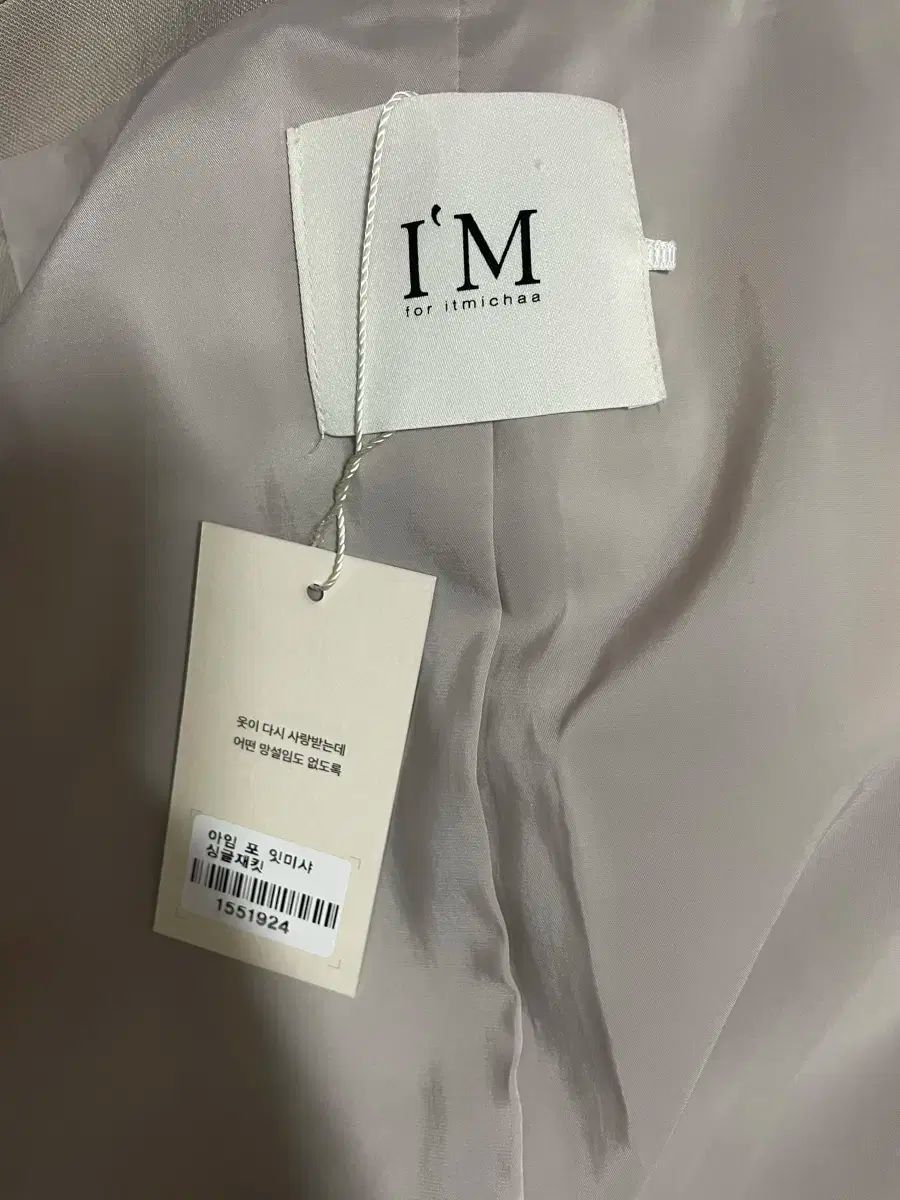 I'M
for itmichaa
옷이 다시 사랑받는데
어떤 망설임도 없도록
아임 포 잇미샤
싱글재킷
1551924